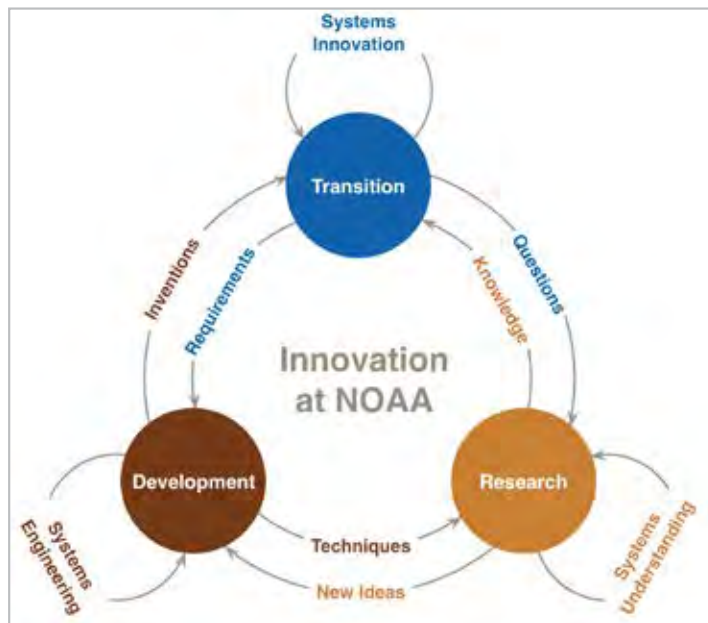 Systems
Innovation
Transition
Inventions
Requirements
Knowledge
Questions
Innovation
at NOAA
Development
Research
Systems
Engineering
Techniques
New Ideas
Systems
Understanding